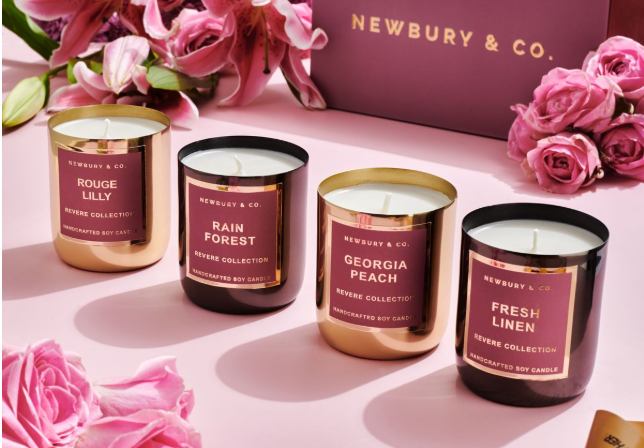 NEWBURY & CO.
NEWBURY & CO.
ROUGE
LILLY
REVERE COLLECTION
HANDCRAFTED SOY CANDLE
NEWBURY & CO.
RAIN
FOREST
REVERE COLLECTION
HANDCRAFTED SOY CANDLE
NEWBURY & CO.
GEORGIA
PEACH
REVERE COLLECTION
HANDCRAFTED SOY CANDLE
NEWBURY & CO.
FRESH
LINEN
REVERE COLLECTION
HANDCRAFTED SOY CANDLE